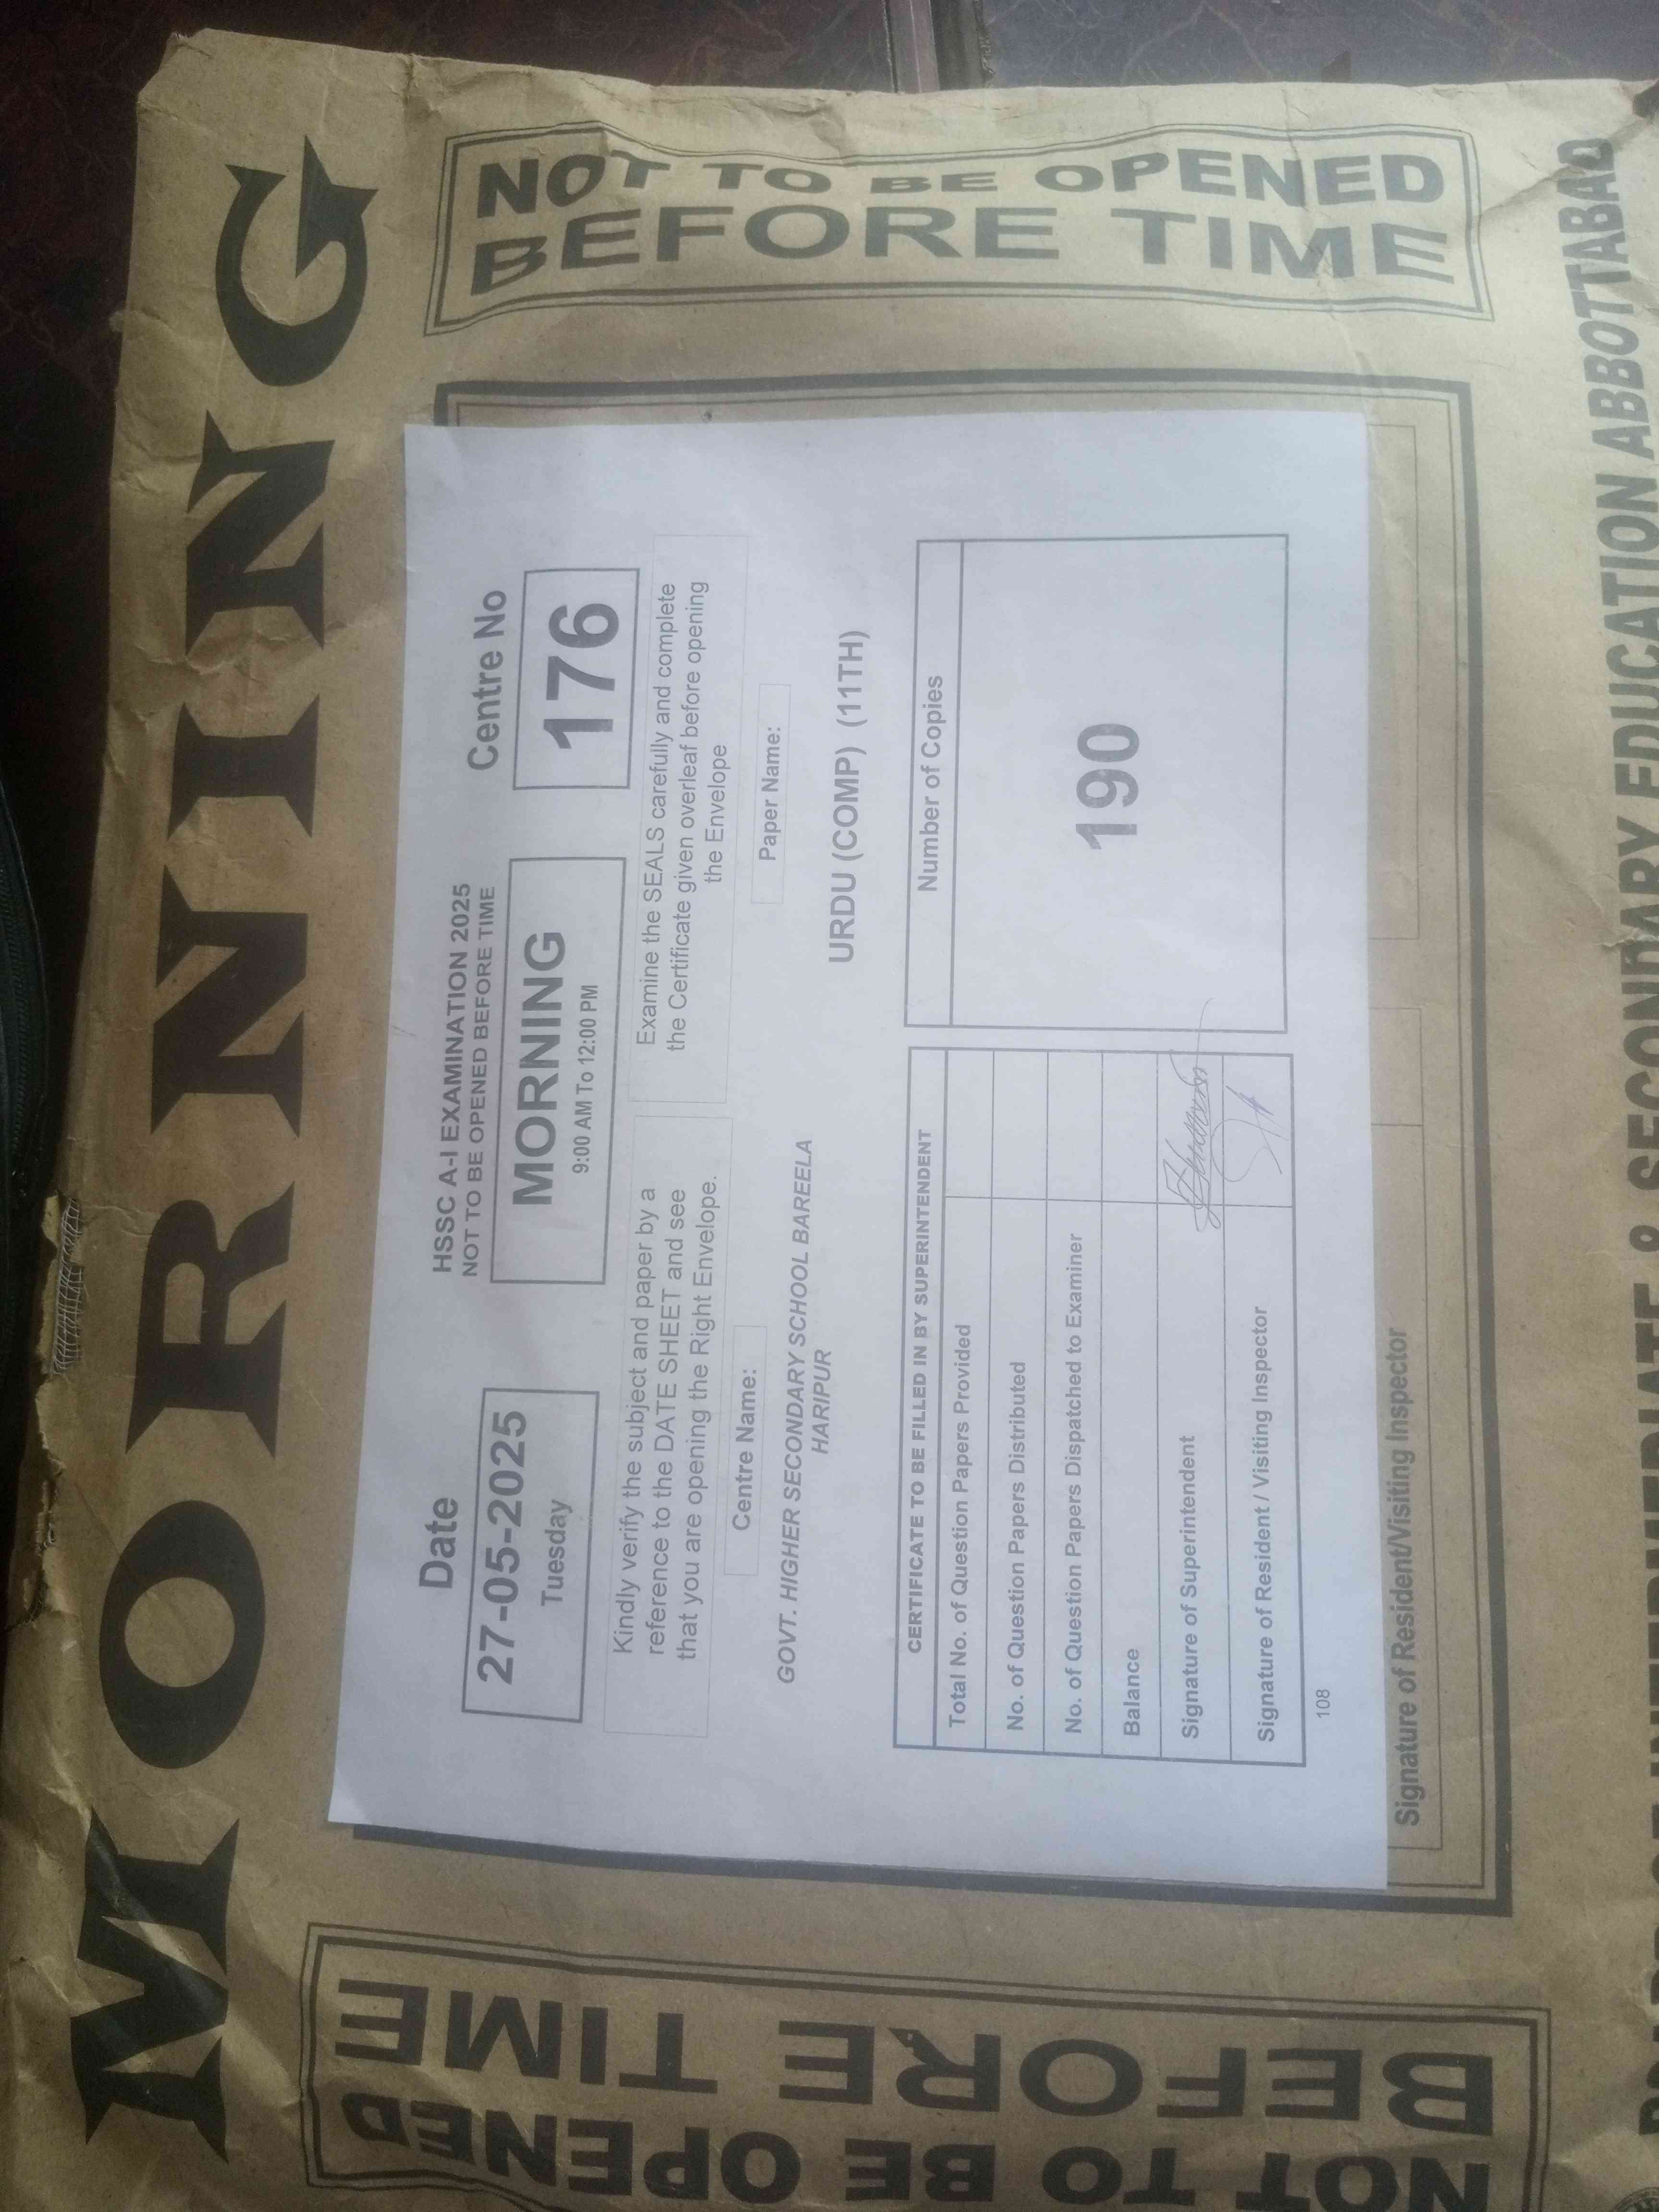 MORNING
NOT TO BE OPENED
BEFORE TIME
HSSC A-I EXAMINATION 2025
NOT TO BE OPENED BEFORE TIME
Date
27-05-2025
Tuesday
MORNING
9:00 AM To 12:00 PM
Centre No
176
Kindly verify the subject and paper by a
reference to the DATE SHEET and see
that you are opening the Right Envelope.
Examine the SEALS carefully and complete
the Certificate given overleaf before opening
the Envelope
Centre Name:
GOVT. HIGHER SECONDARY SCHOOL BAREELA
HARIPUR
Paper Name:
URDU (COMP) (11TH)
CERTIFICATE TO BE FILLED IN BY SUPERINTENDENT
Total No. of Question Papers Provided
No. of Question Papers Distributed
No. of Question Papers Dispatched to Examiner
Balance
Signature of Superintendent
Signature of Resident / Visiting Inspector
Number of Copies
190
108
Signature of Resident/Visiting Inspector
NOT TO BE OPENED
BEFORE TIME
BOARD OF INTERMEDIATE & SECONDARY EDUCATION ABBOTTABAD